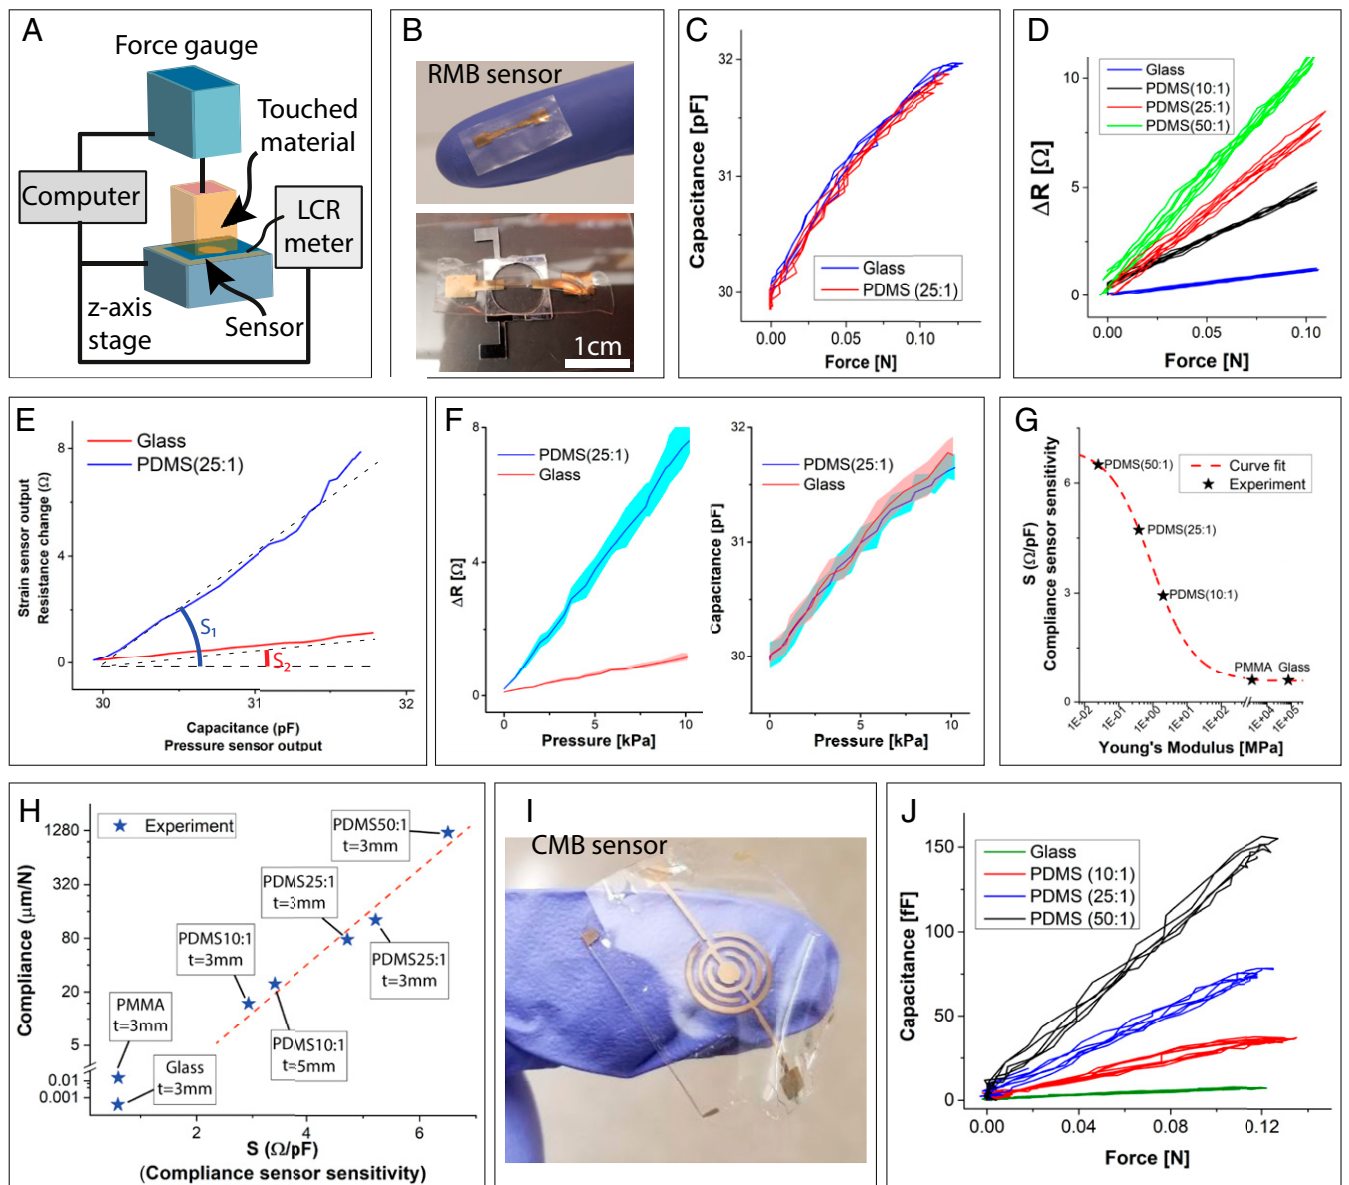 A
Force gauge
Touched
material
Computer
LCR
meter
z-axis
stage
Sensor
B
RMB sensor
1cm
C
Capacitance [pF]
32
31
30
Glass
PDMS (25:1)
0.00
0.05
0.10
Force [N]
D
ΔR [Ω]
10
5
0
Glass
PDMS(10:1)
PDMS(25:1)
PDMS(50:1)
0.00
0.05
0.10
Force [N]
E
Strain sensor output
Resistance change (Ω)
8
4
0
Glass
PDMS(25:1)
S1
S2
30
31
32
Capacitance (pF)
Pressure sensor output
F
ΔR [Ω]
8
4
0
PDMS(25:1)
Glass
0
5
10
Pressure [kPa]
Capacitance [pF]
32
31
30
PDMS(25:1)
Glass
0
5
10
Pressure [kPa]
G
S (Ω/pF)
Compliance sensor sensitivity
6
3
0
PDMS(50:1)
PDMS(25:1)
PDMS(10:1)
PMMA
Glass
Curve fit
Experiment
1E-02
1E-01
1E+00
1E+01
1E+02
1E+04
1E+05
Young's Modulus [MPa]
H
Compliance (μm/N)
1280
320
80
20
5
0.01
0.001
Experiment
PDMS50:1
t=3mm
PDMS25:1
t=3mm
PDMS10:1
t=3mm
PDMS25:1
t=3mm
PMMA
t=3mm
Glass
t=3mm
PDMS10:1
t=5mm
2
4
6
S (Ω/pF)
(Compliance sensor sensitivity)
I
CMB sensor
J
Capacitance [fF]
150
100
50
0
Glass
PDMS (10:1)
PDMS (25:1)
PDMS (50:1)
0.00
0.04
0.08
0.12
Force [N]